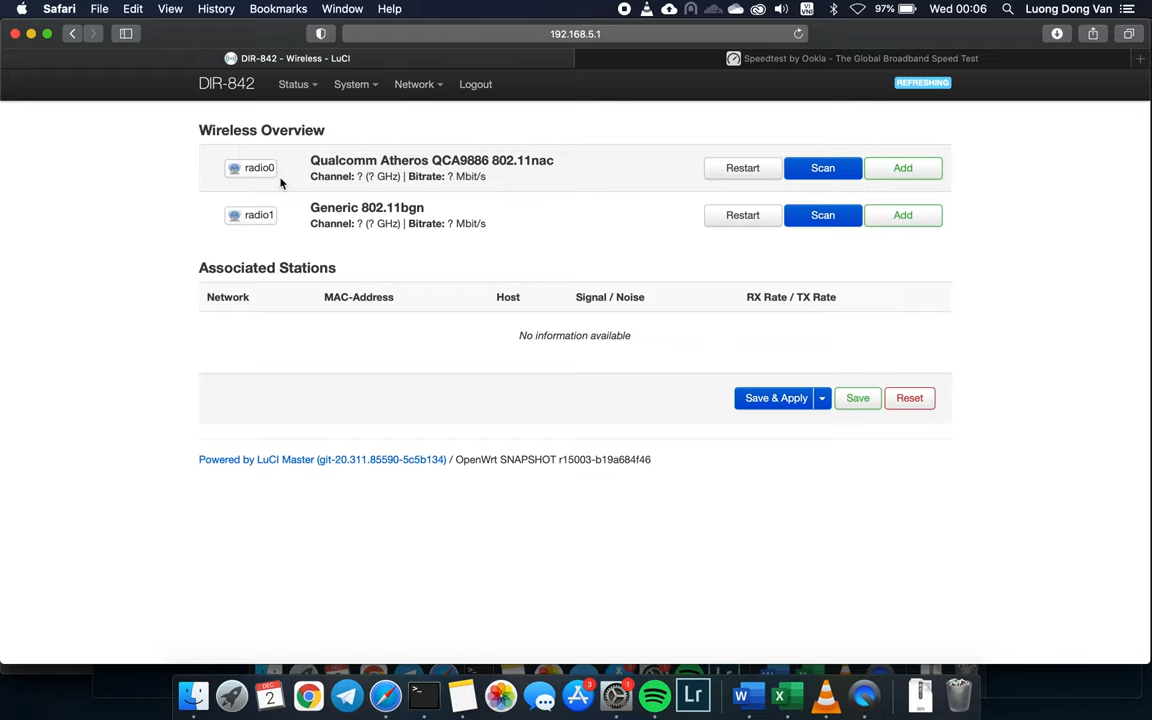 Safari File Edit View History Bookmarks Window Help 97% Wed 00:06 Luong Dong Van
192.168.5.1
DIR-842 - Wireless - LuCI Speedtest by Ookla - The Global Broadband Speed Test
DIR-842 Status System Network Logout REFRESHING
Wireless Overview
radio0 Qualcomm Atheros QCA9886 802.11nac Restart Scan Add
Channel: ? (? GHz) | Bitrate: ? Mbit/s
radio1 Generic 802.11bgn Restart Scan Add
Channel: ? (? GHz) | Bitrate: ? Mbit/s
Associated Stations
Network MAC-Address Host Signal / Noise RX Rate / TX Rate
No information available
Save & Apply Save Reset
Powered by LuCI Master (git-20.311.85590-5c5b134) / OpenWrt SNAPSHOT r15003-b19a684f46
DEC
2
3
1
Lr
W
X